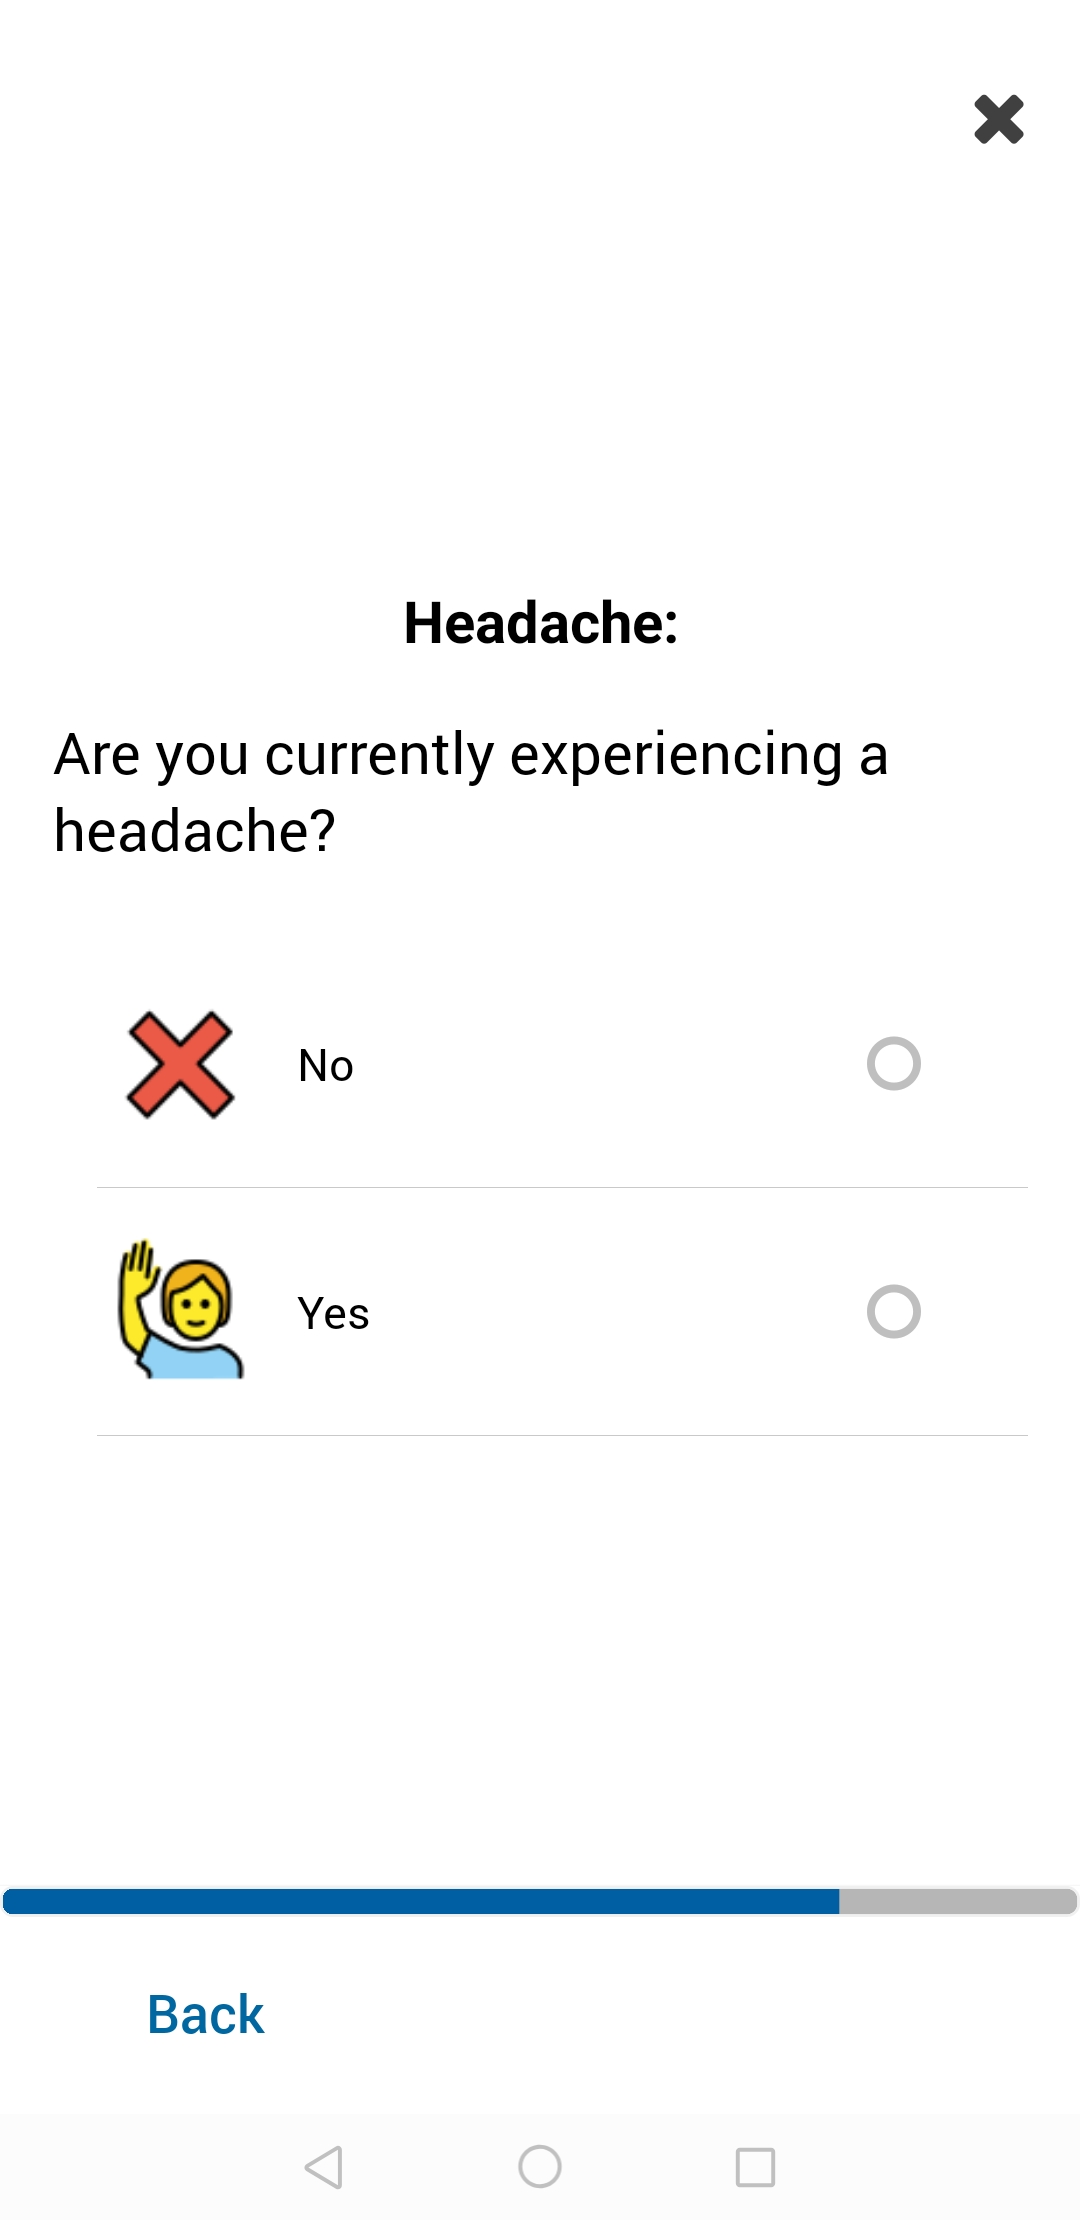 Headache:
Are you currently experiencing a
headache?
No
Yes
Back